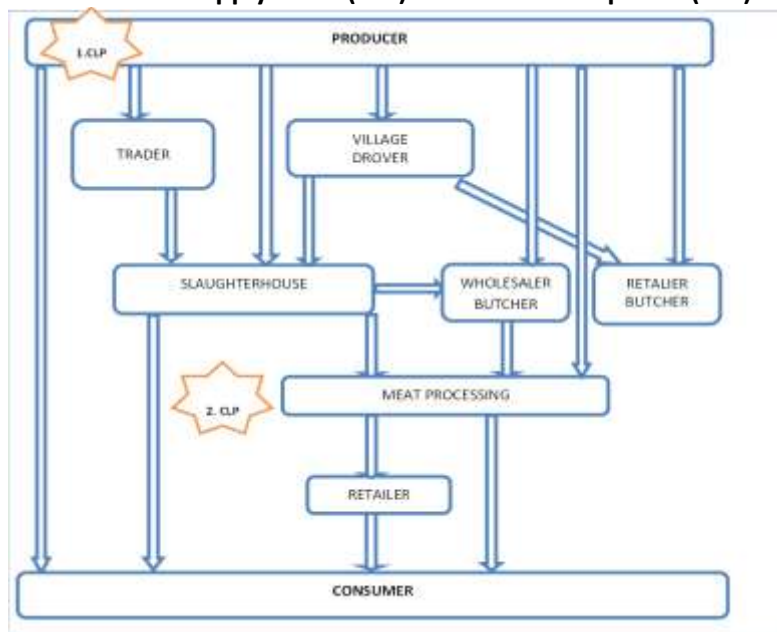 PRODUCER
1.CLP
TRADER
VILLAGE
DROVER
SLAUGHTERHOUSE
WHOLESALER
BUTCHER
RETALIER
BUTCHER
MEAT PROCESSING
2. CLP
RETAILER
CONSUMER